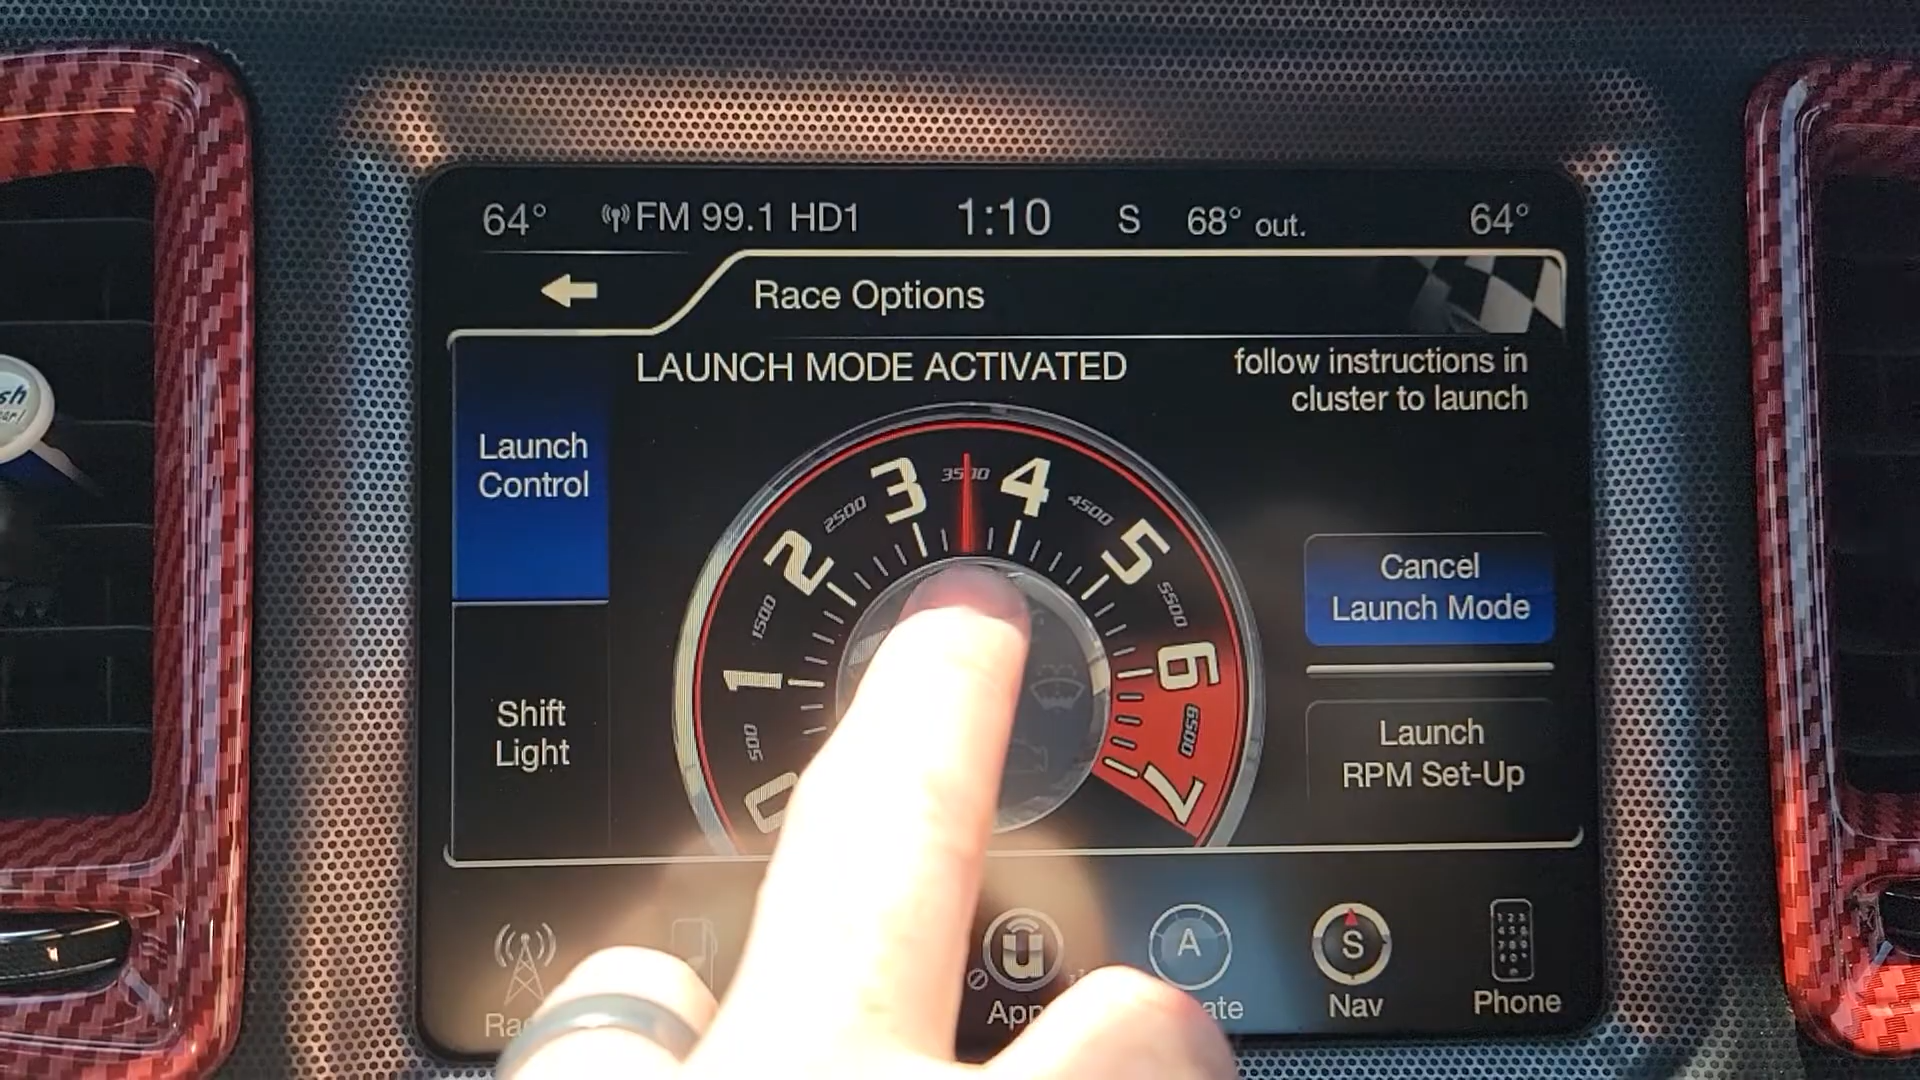 64° FM 99.1 HD1 1:10 S 68° out. 64°
Race Options
LAUNCH MODE ACTIVATED
follow instructions in
cluster to launch
Launch
Control
Shift
Light
0
500
1
1500
2
2500
3
3500
4
4500
5
5500
6
6500
7
Cancel
Launch Mode
Launch
RPM Set-Up
U
A
S
Nav
Phone